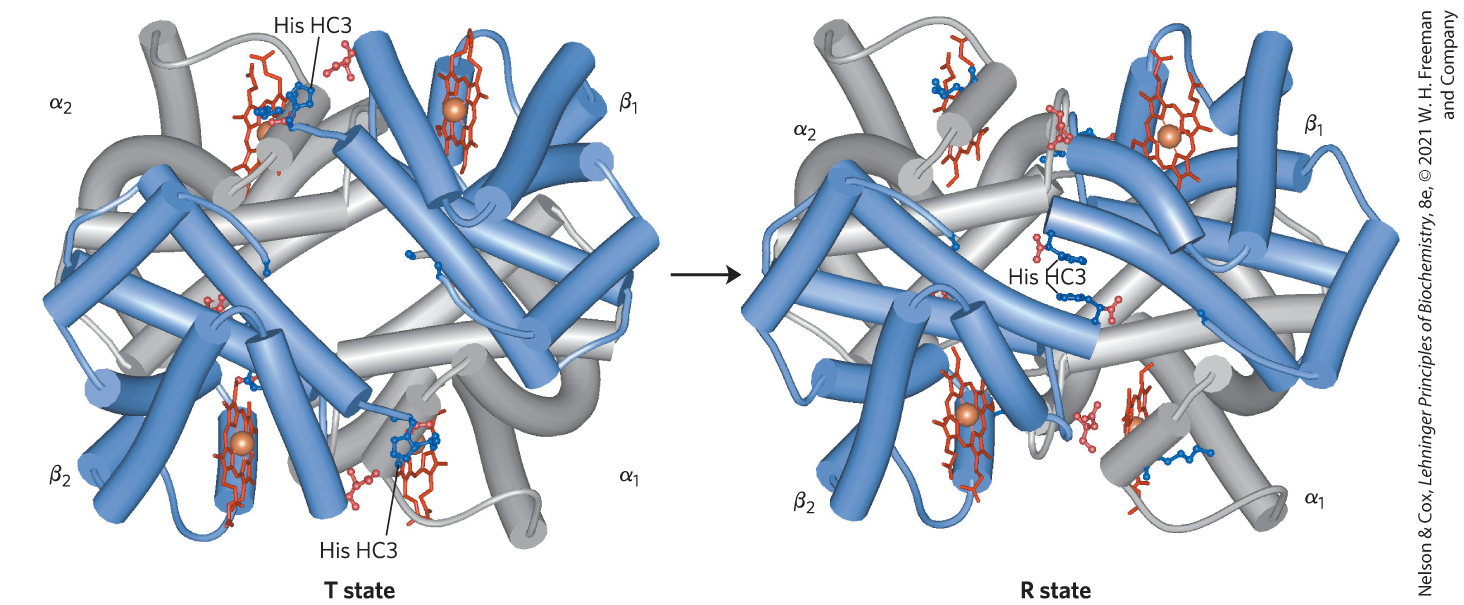 His HC3
α2
β1
β2
α1
His HC3
T state
α2
β1
His HC3
β2
α1
R state
Nelson & Cox, Lehninger Principles of Biochemistry, 8e, © 2021 W. H. Freeman
and Company